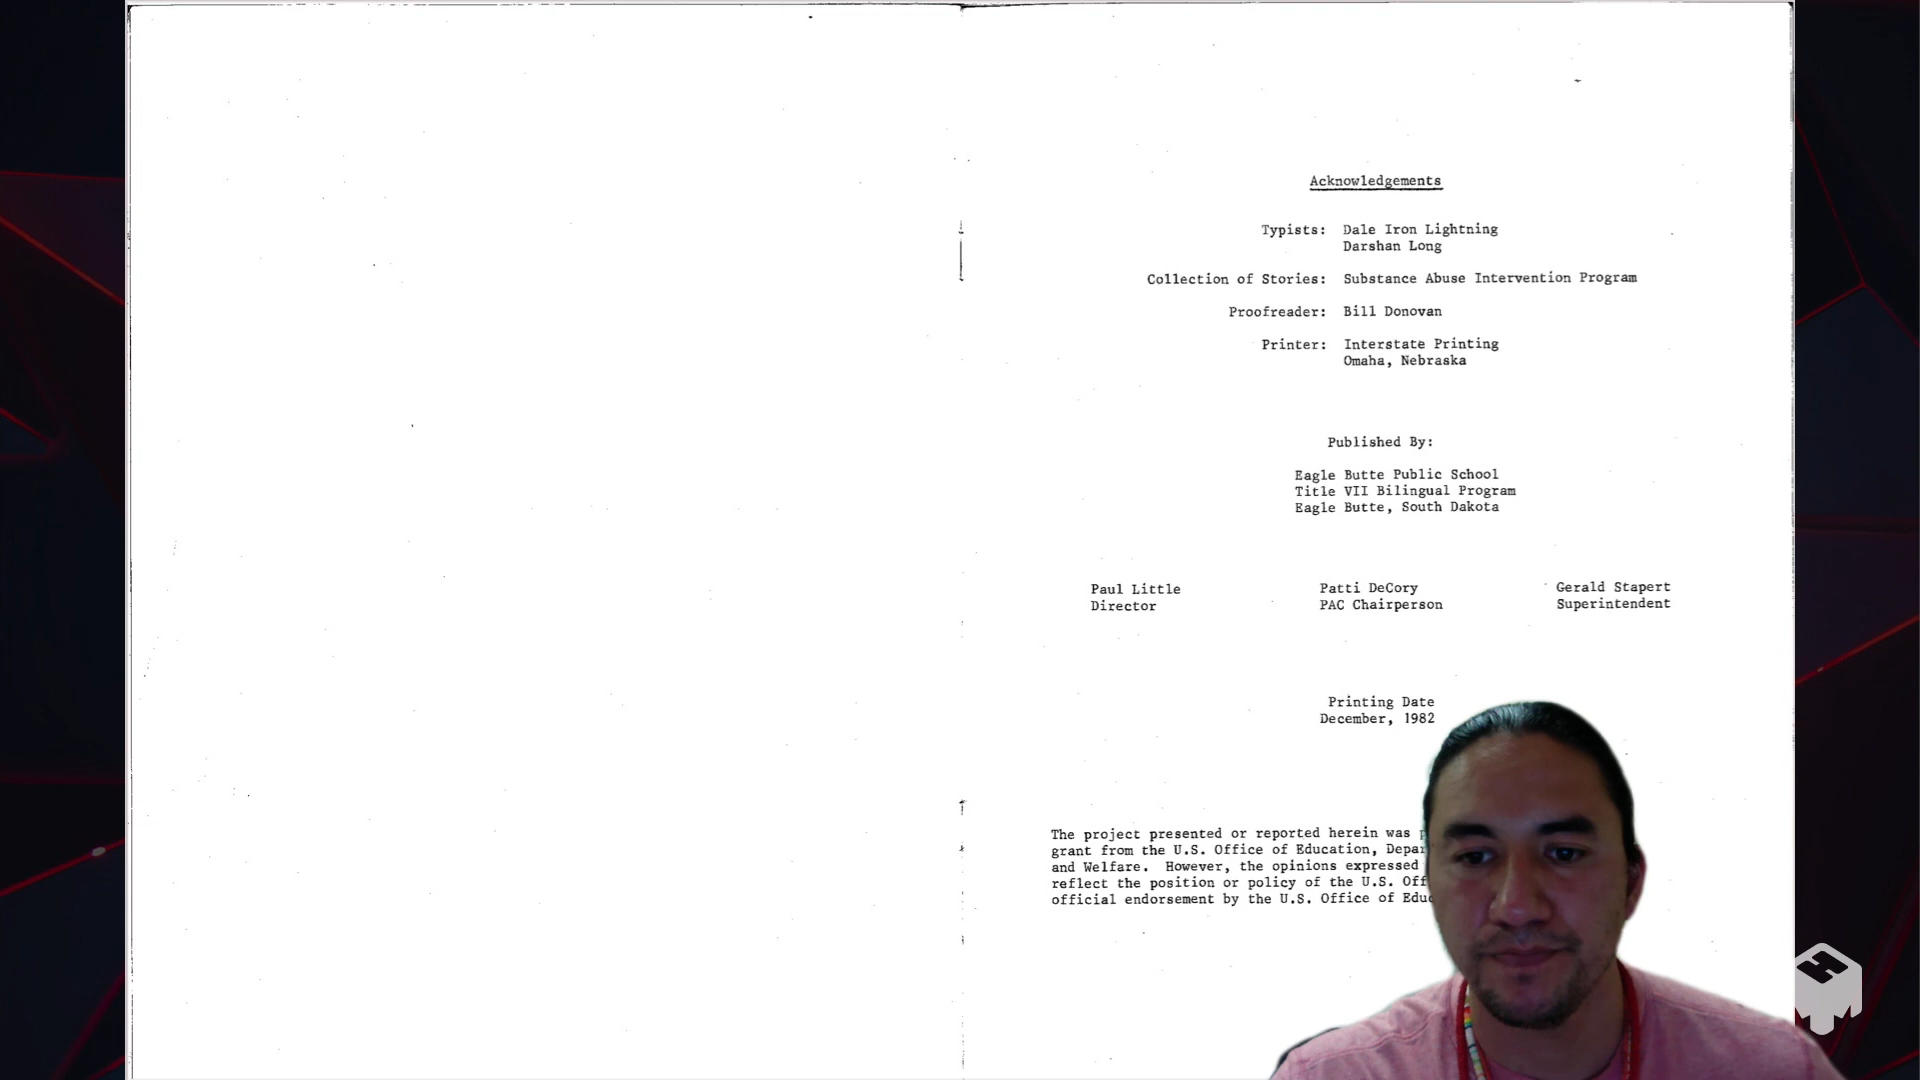 Acknowledgements
Typists: Dale Iron Lightning
Darshan Long
Collection of Stories: Substance Abuse Intervention Program
Proofreader: Bill Donovan
Printer: Interstate Printing
Omaha, Nebraska
Published By:
Eagle Butte Public School
Title VII Bilingual Program
Eagle Butte, South Dakota
Paul Little Patti DeCory Gerald Stapert
Director PAC Chairperson Superintendent
Printing Date
December, 1982
The project presented or reported herein was
grant from the U.S. Office of Education,
and Welfare. However, the opinions expressed
reflect the position or policy of the U.S.
official endorsement by the U.S. Office of